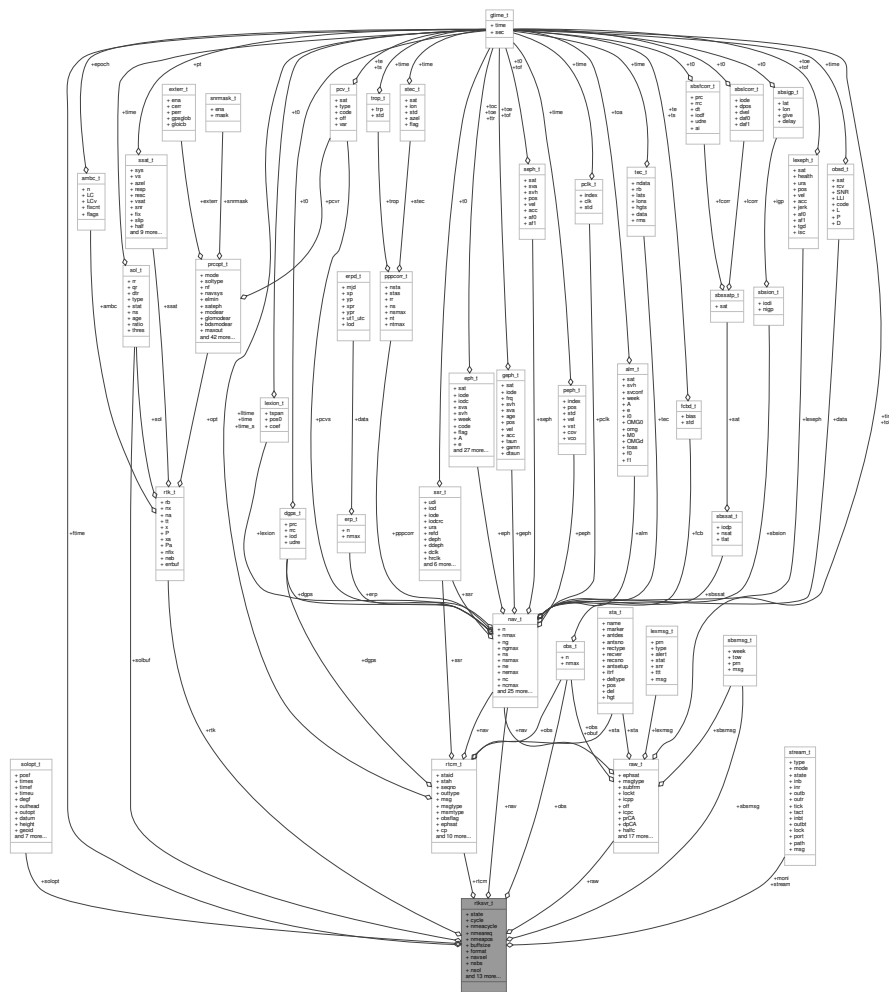 gtime_t
+ time
+ sec
+epoch
+pt
+te
+ts
+time
+time
+t0
+tof
+time
+t0
+t0
+t0
+toe
+tof
+time
+time
+t0
+toc
+toe
+ttr
+toe
+tof
+time
+toa
+time
+te
+ts
exterr_t
+ ena
+ cerr
+ perr
+ gpsglob
+ gloicb
snrmask_t
+ ena
+ mask
pcv_t
+ sat
+ type
+ code
+ off
+ var
trop_t
+ trp
+ std
stec_t
+ sat
+ ion
+ std
+ azel
+ flag
sbsfcorr_t
+ prc
+ rrc
+ dt
+ iodf
+ udre
+ ai
sbslcorr_t
+ iode
+ dpos
+ dvel
+ daf0
+ daf1
sbsigp_t
+ lat
+ lon
+ give
+ delay
ambc_t
+ n
+ LC
+ LCv
+ fixcnt
+ flags
ssat_t
+ sys
+ vs
+ azel
+ resp
+ resc
+ vsat
+ snr
+ fix
+ slip
+ half
and 9 more...
seph_t
+ sat
+ sva
+ svh
+ pos
+ vel
+ acc
+ af0
+ af1
pclk_t
+ index
+ clk
+ std
tec_t
+ ndata
+ rb
+ lats
+ lons
+ hgts
+ data
+ rms
lexeph_t
+ sat
+ health
+ ura
+ pos
+ vel
+ acc
+ jerk
+ af0
+ af1
+ tgd
+ isc
obsd_t
+ sat
+ rcv
+ SNR
+ LLI
+ code
+ L
+ P
+ D
+exterr
+snrmask
+t0
+pcvr
+trop
+stec
+t0
+fcorr
+lcorr
+igp
sol_t
+ rr
+ qr
+ dtr
+ type
+ stat
+ ns
+ age
+ ratio
+ thres
prcopt_t
+ mode
+ soltype
+ nf
+ navsys
+ elmin
+ sateph
+ modear
+ glomodear
+ bdsmodear
+ maxout
and 42 more...
erpd_t
+ mjd
+ xp
+ yp
+ xpr
+ ypr
+ ut1_utc
+ lod
pppcorr_t
+ nsta
+ stas
+ rr
+ ns
+ nsmax
+ nt
+ ntmax
sbssatp_t
+ sat
sbsion_t
+ iodi
+ nigp
+ambc
+ssat
+sol
+opt
lexion_t
+ tspan
+ pos0
+ coef
+lltime
+time
+time_s
+pcvs
+data
eph_t
+ sat
+ iode
+ iodc
+ sva
+ svh
+ week
+ code
+ flag
+ A
+ e
and 27 more...
geph_t
+ sat
+ iode
+ frq
+ svh
+ sva
+ age
+ pos
+ vel
+ acc
+ taun
+ gamn
+ dtaun
+seph
peph_t
+ index
+ pos
+ std
+ vel
+ vst
+ cov
+ vco
+pclk
alm_t
+ sat
+ svh
+ svconf
+ week
+ A
+ e
+ i0
+ OMG0
+ omg
+ M0
+ OMGd
+ toas
+ f0
+ f1
+tec
fcbd_t
+ bias
+ std
+sat
+lexeph
+data
rtk_t
+ rb
+ nx
+ na
+ tt
+ x
+ P
+ xa
+ Pa
+ nfix
+ neb
+ errbuf
dgps_t
+ prc
+ rrc
+ iod
+ udre
erp_t
+ n
+ nmax
ssr_t
+ udi
+ iod
+ iode
+ iodcrc
+ ura
+ refd
+ deph
+ ddeph
+ dclk
+ hrclk
and 6 more...
sbssat_t
+ iodp
+ nsat
+ tlat
+ftime
+lexion
+pppcorr
+eph
+geph
+peph
+alm
+fcb
+sbsion
+dgps
+erp
+ssr
+sbssat
nav_t
+ n
+ nmax
+ ng
+ ngmax
+ ns
+ nsmax
+ ne
+ nemax
+ nc
+ ncmax
and 25 more...
obs_t
+ n
+ nmax
sta_t
+ name
+ marker
+ antdes
+ antsno
+ rectype
+ recver
+ recsno
+ antsetup
+ itrf
+ deltype
+ pos
+ del
+ hgt
lexmsg_t
+ prn
+ type
+ alert
+ stat
+ snr
+ ttt
+ msg
sbsmsg_t
+ week
+ tow
+ prn
+ msg
+solbuf
+rtk
+dgps
+ssr
+nav
+obs
+nav
+obs
+obuf
+sta
+sta
+lexmsg
+sbsmsg
solopt_t
+ posf
+ times
+ timef
+ timeu
+ degf
+ outhead
+ outopt
+ datum
+ height
+ geoid
and 7 more...
rtcm_t
+ staid
+ stah
+ seqno
+ outtype
+ msg
+ msgtype
+ msmtype
+ obsflag
+ ephsat
+ cp
and 10 more...
raw_t
+ ephsat
+ msgtype
+ subfrm
+ lockt
+ icpp
+ off
+ icpc
+ prCA
+ dpCA
+ halfc
and 17 more...
stream_t
+ type
+ mode
+ state
+ inb
+ inr
+ outb
+ outr
+ tick
+ tact
+ inbt
+ outbt
+ lock
+ port
+ path
+ msg
+nav
+obs
+sbsmsg
+solopt
+rtcm
+raw
+moni
+stream
rtksvr_t
+ state
+ cycle
+ nmeacycle
+ nmeareq
+ nmeapos
+ buffsize
+ format
+ navsel
+ nsbs
+ nsol
and 13 more...